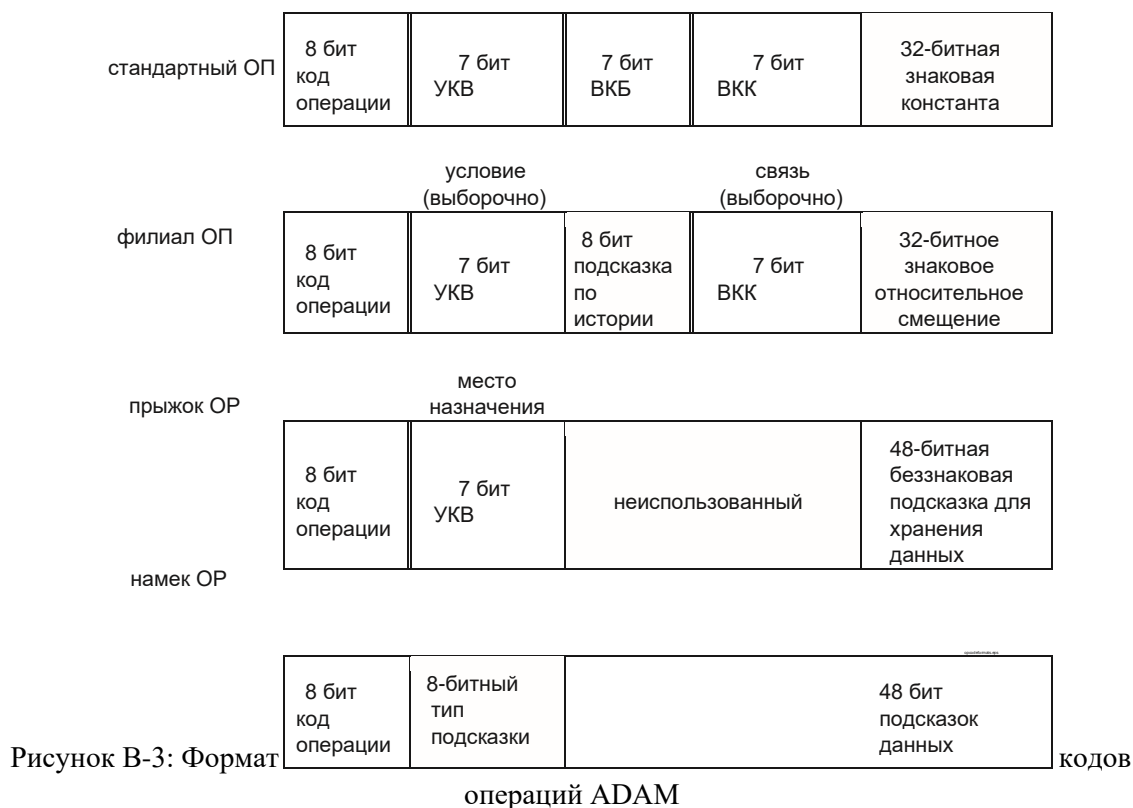 стандартный ОП
8 бит
код
операции
7 бит
УКВ
7 бит
ВКБ
7 бит
ВКК
32-битная
знаковая
константа
условие
(выборочно)
связь
(выборочно)
филиал ОП
8 бит
код
операции
7 бит
УКВ
8 бит
подсказка
по
истории
7 бит
ВКК
32-битное
знаковое
относительное
смещение
место
назначения
прыжок ОР
8 бит
код
операции
7 бит
УКВ
неиспользованный
48-битная
беззнаковая
подсказка для
хранения
данных
намек ОР
8 бит
код
операции
8-битный
тип
подсказки
48 бит
подсказок
данных
Рисунок B-3: Формат кодов
операций ADAM